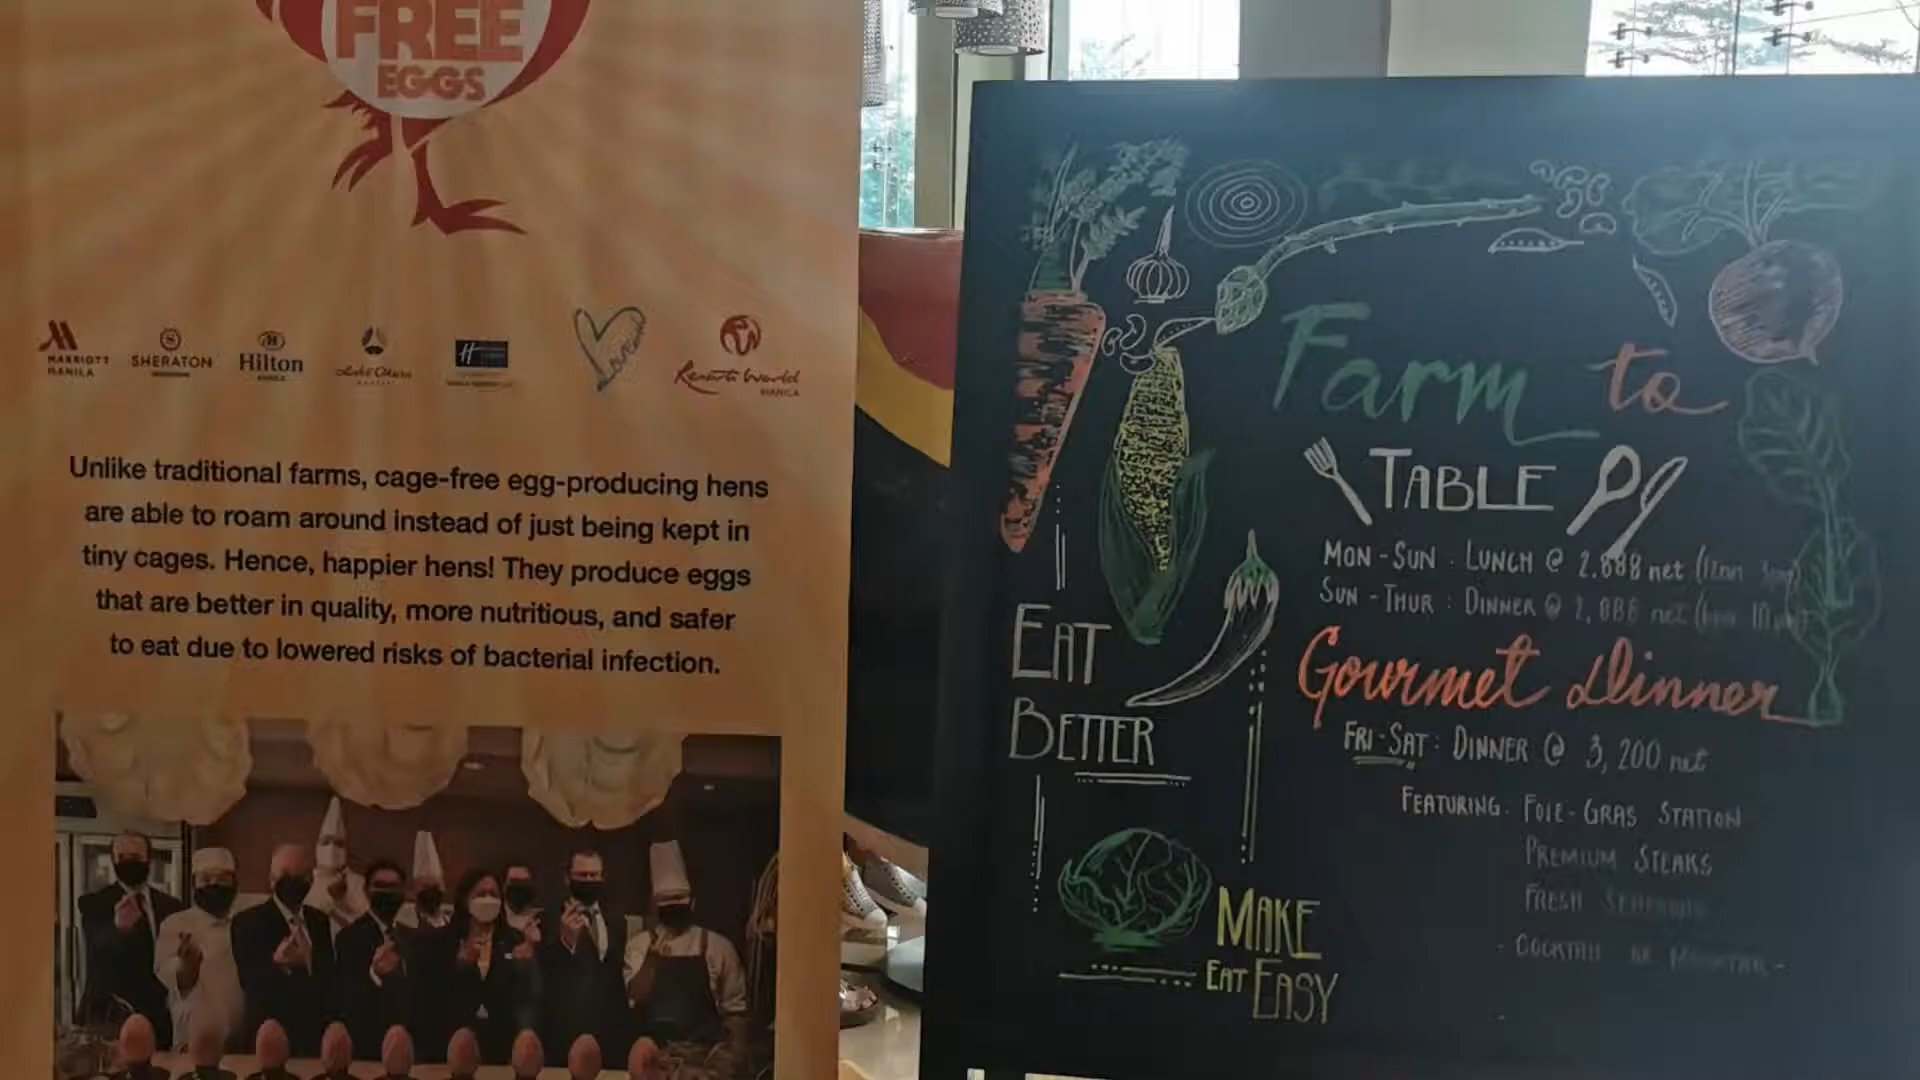 FREE
EGGS
MARRIOTT
MANILA
SHERATON
Hilton
MANILA
Resorts World
MANILA
Unlike traditional farms, cage-free egg-producing hens
are able to roam around instead of just being kept in
tiny cages. Hence, happier hens! They produce eggs
that are better in quality, more nutritious, and safer
to eat due to lowered risks of bacterial infection.
Farm to
TABLE
MON - SUN : LUNCH @ 2,888 net
SUN - THUR : DINNER @ net
Gourmet Dinner
FRI - SAT : DINNER @ 3,200 net
FEATURING: FOIE - GRAS STATION
PREMIUM STEAKS
FRESH
COCKTAIL
EAT
BETTER
MAKE
EAT EASY